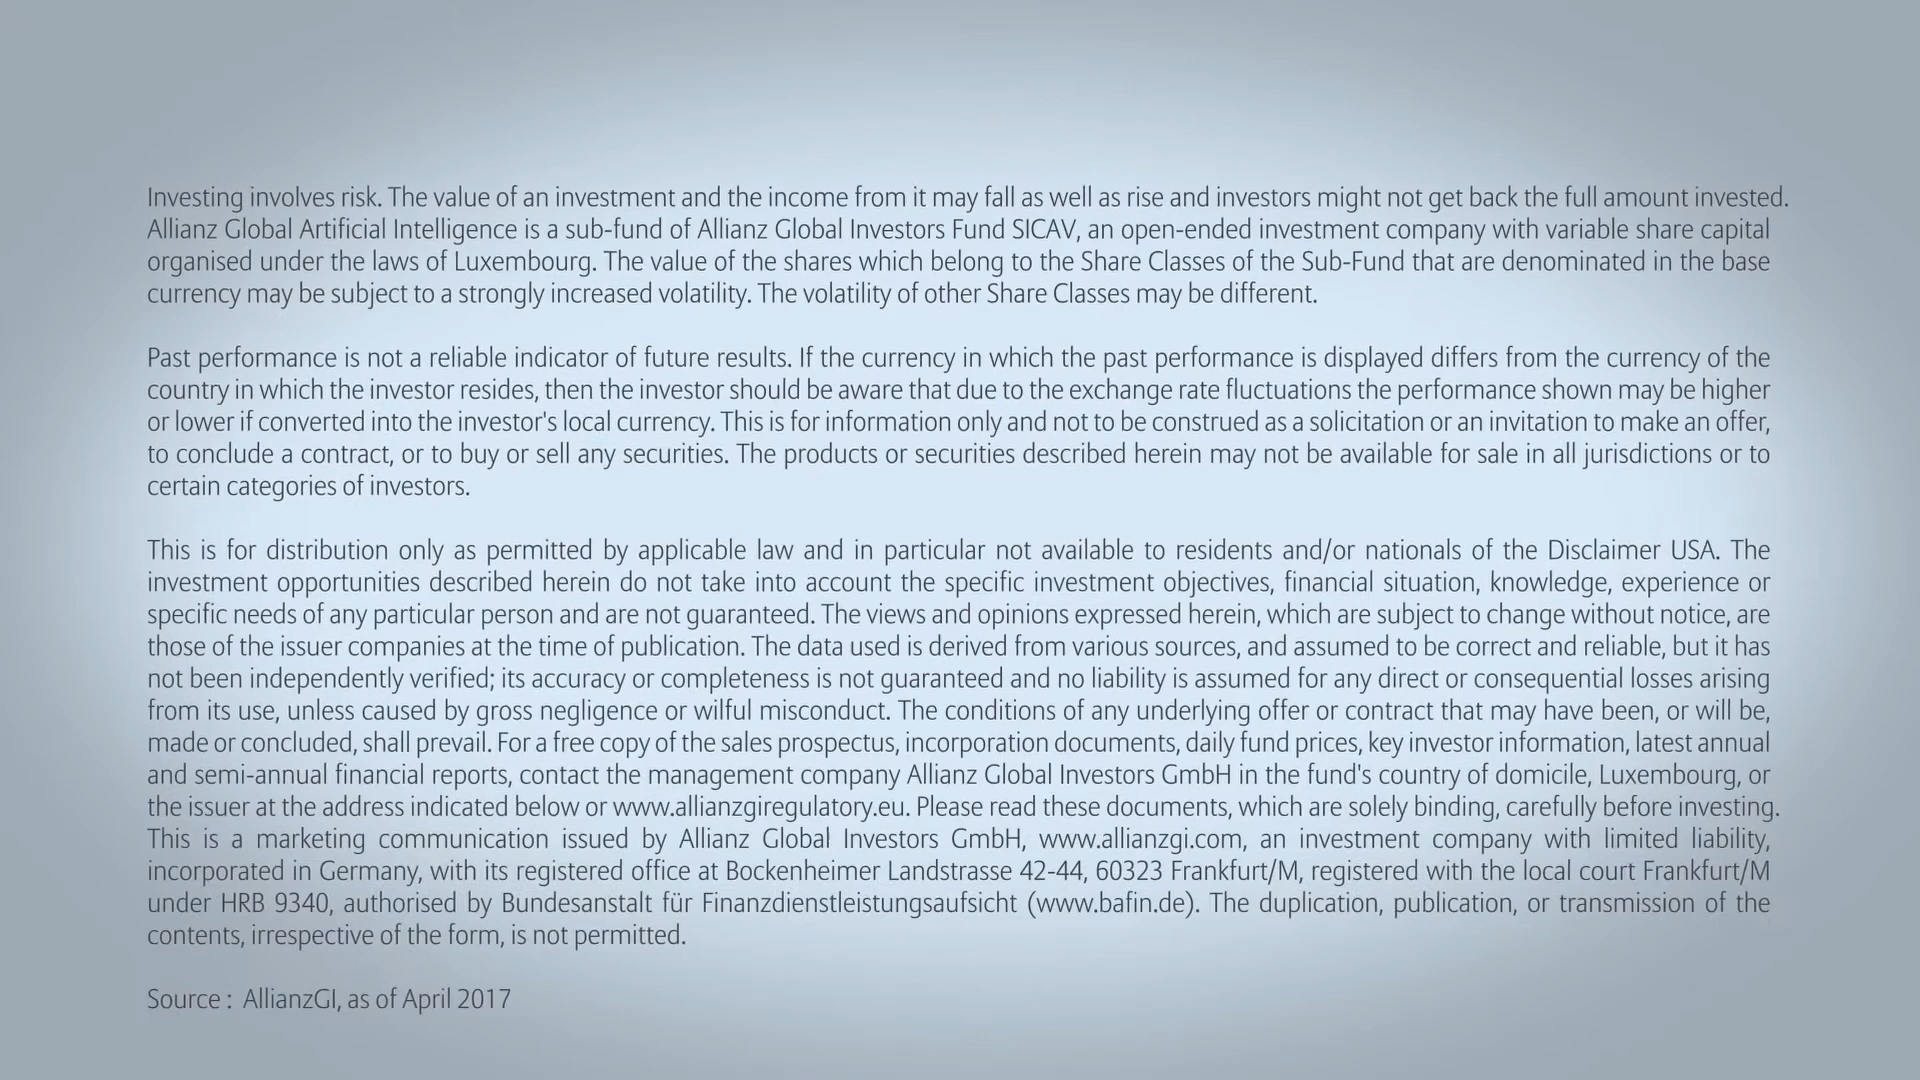 Investing involves risk. The value of an investment and the income from it may fall as well as rise and investors might not get back the full amount invested.
Allianz Global Artificial Intelligence is a sub-fund of Allianz Global Investors Fund SICAV, an open-ended investment company with variable share capital
organised under the laws of Luxembourg. The value of the shares which belong to the Share Classes of the Sub-Fund that are denominated in the base
currency may be subject to a strongly increased volatility. The volatility of other Share Classes may be different.
Past performance is not a reliable indicator of future results. If the currency in which the past performance is displayed differs from the currency of the
country in which the investor resides, then the investor should be aware that due to the exchange rate fluctuations the performance shown may be higher
or lower if converted into the investor's local currency. This is for information only and not to be construed as a solicitation or an invitation to make an offer,
to conclude a contract, or to buy or sell any securities. The products or securities described herein may not be available for sale in all jurisdictions or to
certain categories of investors.
This is for distribution only as permitted by applicable law and in particular not available to residents and/or nationals of the Disclaimer USA. The
investment opportunities described herein do not take into account the specific investment objectives, financial situation, knowledge, experience or
specific needs of any particular person and are not guaranteed. The views and opinions expressed herein, which are subject to change without notice, are
those of the issuer companies at the time of publication. The data used is derived from various sources, and assumed to be correct and reliable, but it has
not been independently verified; its accuracy or completeness is not guaranteed and no liability is assumed for any direct or consequential losses arising
from its use, unless caused by gross negligence or wilful misconduct. The conditions of any underlying offer or contract that may have been, or will be,
made or concluded, shall prevail. For a free copy of the sales prospectus, incorporation documents, daily fund prices, key investor information, latest annual
and semi-annual financial reports, contact the management company Allianz Global Investors GmbH in the fund's country of domicile, Luxembourg, or
the issuer at the address indicated below or www.allianzgiregulatory.eu. Please read these documents, which are solely binding, carefully before investing.
This is a marketing communication issued by Allianz Global Investors GmbH, www.allianzgi.com, an investment company with limited liability,
incorporated in Germany, with its registered office at Bockenheimer Landstrasse 42-44, 60323 Frankfurt/M, registered with the local court Frankfurt/M
under HRB 9340, authorised by Bundesanstalt für Finanzdienstleistungsaufsicht (www.bafin.de). The duplication, publication, or transmission of the
contents, irrespective of the form, is not permitted.
Source : AllianzGI, as of April 2017